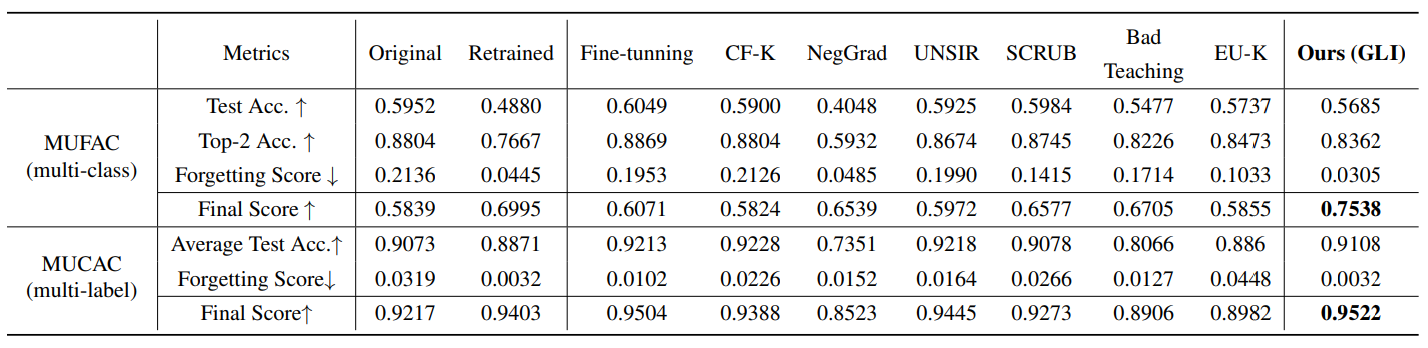 Metrics Original Retrained Fine-tunning CF-K NegGrad UNSIR SCRUB Bad Teaching EU-K Ours (GLI)
MUFAC (multi-class)
Test Acc. ↑ 0.5952 0.4880 0.6049 0.5900 0.4048 0.5925 0.5984 0.5477 0.5737 0.5685
Top-2 Acc. ↑ 0.8804 0.7667 0.8869 0.8804 0.5932 0.8674 0.8745 0.8226 0.8473 0.8362
Forgetting Score ↓ 0.2136 0.0445 0.1953 0.2126 0.0485 0.1990 0.1415 0.1714 0.1033 0.0305
Final Score ↑ 0.5839 0.6995 0.6071 0.5824 0.6539 0.5972 0.6577 0.6705 0.5855 0.7538
MUCAC (multi-label)
Average Test Acc.↑ 0.9073 0.8871 0.9213 0.9228 0.7351 0.9218 0.9078 0.8066 0.886 0.9108
Forgetting Score↓ 0.0319 0.0032 0.0102 0.0226 0.0152 0.0164 0.0266 0.0127 0.0448 0.0032
Final Score↑ 0.9217 0.9403 0.9504 0.9388 0.8523 0.9445 0.9273 0.8906 0.8982 0.9522